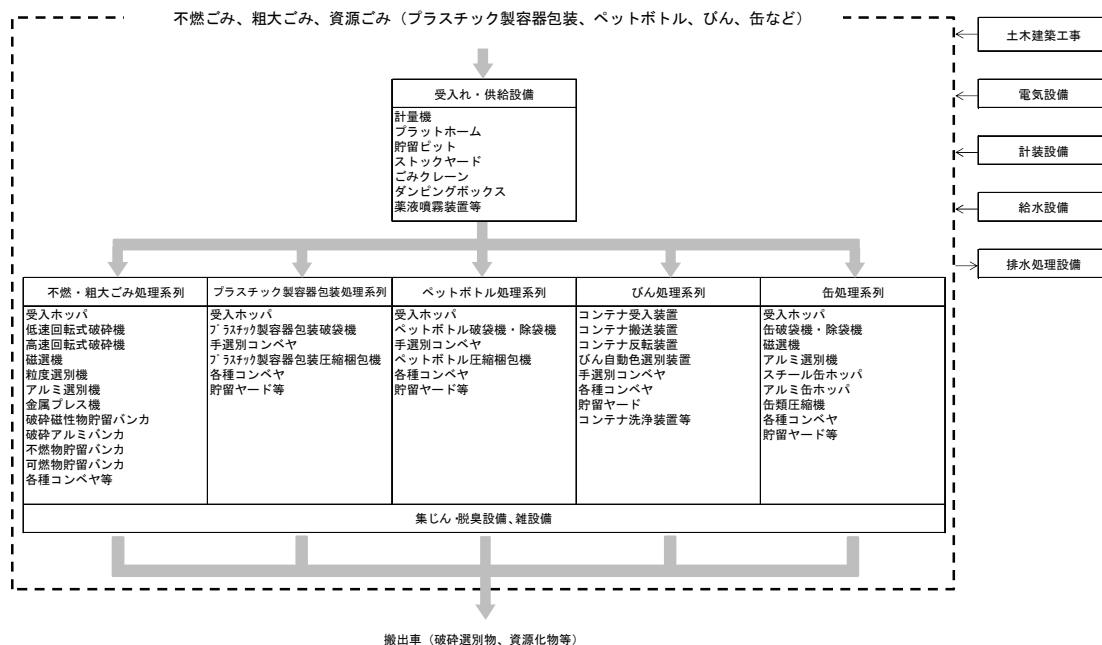 不燃ごみ、粗大ごみ、資源ごみ（プラスチック製容器包装、ペットボトル、びん、缶など）
土木建築工事
電気設備
計装設備
給水設備
排水処理設備
受入れ・供給設備
計量機
プラットホーム
貯留ピット
ストックヤード
ごみクレーン
ダンピングボックス
薬液噴霧装置等
不燃・粗大ごみ処理系列
受入ホッパ
低速回転式破砕機
高速回転式破砕機
磁選機
粒度選別機
アルミ選別機
金属プレス機
破砕磁性物貯留バンカ
破砕アルミバンカ
不燃物貯留バンカ
可燃物貯留バンカ
各種コンベヤ等
プラスチック製容器包装処理系列
受入ホッパ
プラスチック製容器包装破袋機
手選別コンベヤ
プラスチック製容器包装圧縮梱包機
各種コンベヤ
貯留ヤード等
ペットボトル処理系列
受入ホッパ
ペットボトル破袋機・除袋機
手選別コンベヤ
ペットボトル圧縮梱包機
各種コンベヤ
貯留ヤード等
びん処理系列
コンテナ受入装置
コンテナ搬送装置
コンテナ反転装置
びん自動色選別装置
手選別コンベヤ
各種コンベヤ
貯留ヤード
コンテナ洗浄装置等
缶処理系列
受入ホッパ
缶破袋機・除袋機
磁選機
アルミ選別機
スチール缶ホッパ
アルミ缶ホッパ
缶類圧縮機
各種コンベヤ
貯留ヤード等
集じん・脱臭設備、雑設備
搬出車（破砕選別物、資源化物等）